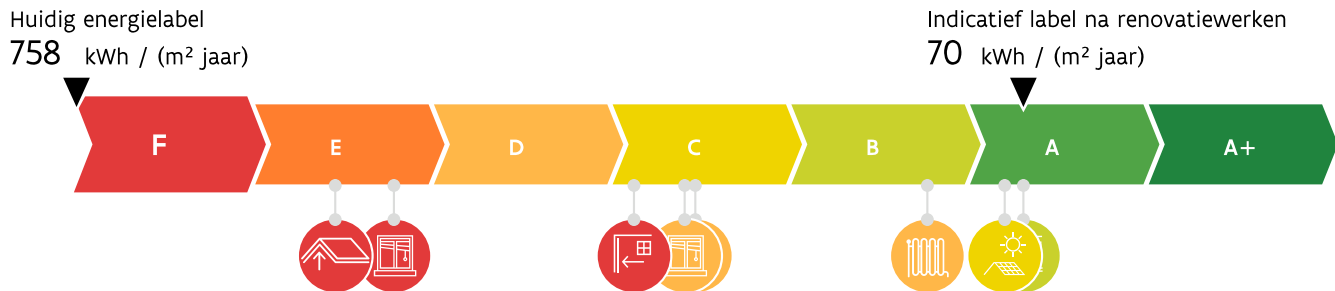 Huidig energielabel
758 kWh / (m² jaar)
Indicatief label na renovatiewerken
70 kWh / (m² jaar)
F E D C B A A+